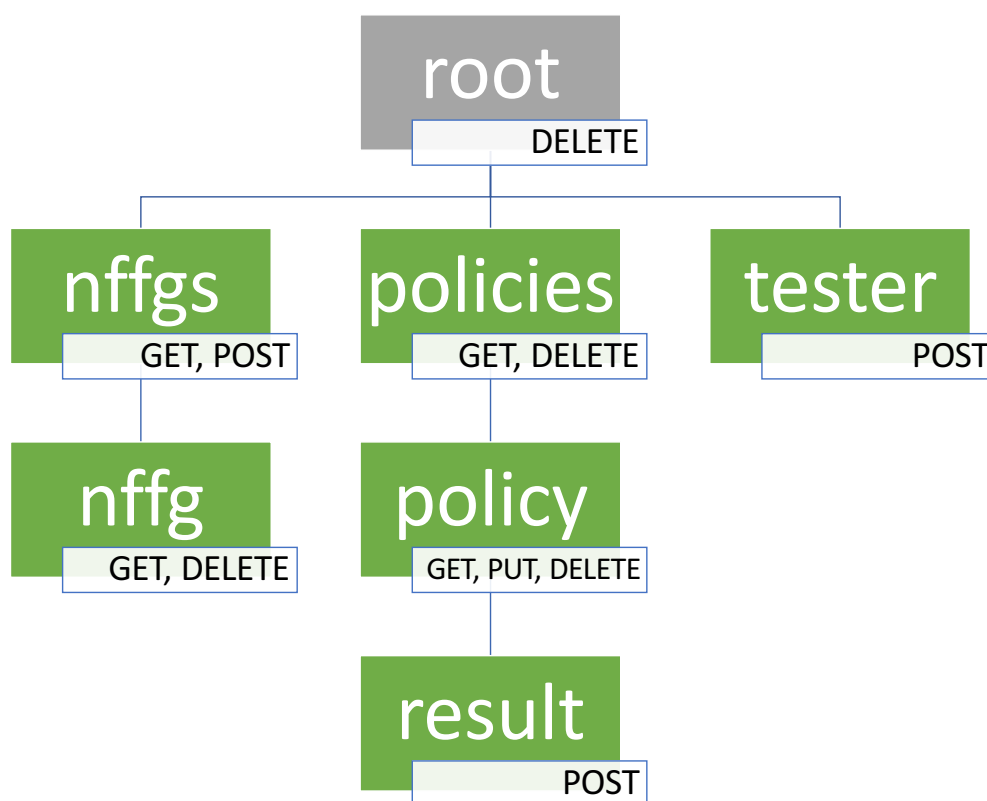 root
DELETE
nffgs
GET, POST
policies
GET, DELETE
tester
POST
nffg
GET, DELETE
policy
GET, PUT, DELETE
result
POST